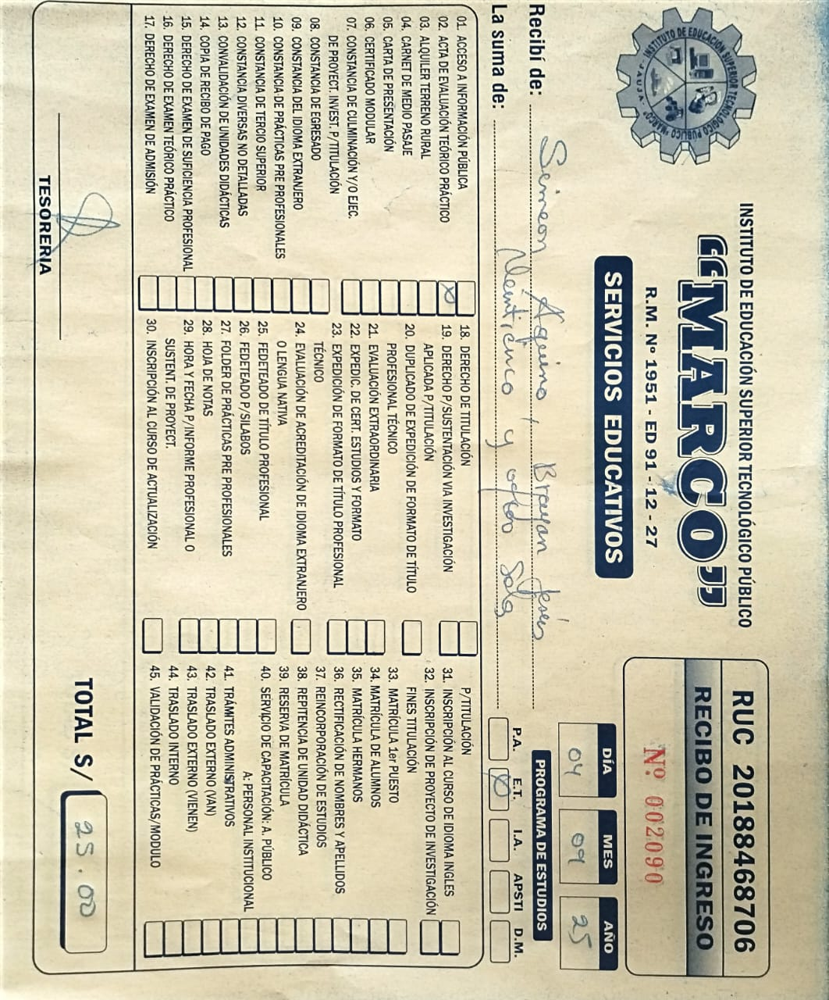 INSTITUTO DE EDUCACIÓN SUPERIOR TECNOLÓGICO PUBLICO "MARCO"
- JAUJA -
INSTITUTO DE EDUCACIÓN SUPERIOR TECNOLÓGICO PÚBLICO
"MARCO"
R.M. Nº 1951 - ED 91 - 12 - 27
SERVICIOS EDUCATIVOS
RUC 20188468706
RECIBO DE INGRESO
Nº 002090
DÍA MES AÑO
04 09 25
Recibí de: Simeon Aquino, Brayan Jesús
La suma de: Veinticinco y
PROGRAMA DE ESTUDIOS
P.A. E.T. I.A. APSTI D.M.
X
01. ACCESO A INFORMACIÓN PÚBLICA
02. ACTA DE EVALUACIÓN TEÓRICO PRÁCTICO X
03. ALQUILER TERRENO RURAL
04. CARNET DE MEDIO PASAJE
05. CARTA DE PRESENTACIÓN
06. CERTIFICADO MODULAR
07. CONSTANCIA DE CULMINACIÓN Y/O EJEC.
DE PROYECT. INVEST. P/TITULACIÓN
08. CONSTANCIA DE EGRESADO
09. CONSTANCIA DEL IDIOMA EXTRANJERO
10. CONSTANCIA DE PRÁCTICAS PRE PROFESIONALES
11. CONSTANCIA DE TERCIO SUPERIOR
12. CONSTANCIA DIVERSAS NO DETALLADAS
13. CONVALIDACIÓN DE UNIDADES DIDÁCTICAS
14. COPIA DE RECIBO DE PAGO
15. DERECHO DE EXAMEN DE SUFICIENCIA PROFESIONAL
16. DERECHO DE EXAMEN TEÓRICO PRÁCTICO
17. DERECHO DE EXAMEN DE ADMISIÓN
18. DERECHO DE TITULACIÓN
19. DERECHO P/SUSTENTACIÓN VIA INVESTIGACIÓN
APLICADA P/TITULACIÓN
20. DUPLICADO DE EXPEDICIÓN DE FORMATO DE TÍTULO
PROFESIONAL TÉCNICO
21. EVALUACIÓN EXTRAORDINARIA
22. EXPEDIC. DE CERT. ESTUDIOS Y FORMATO
23. EXPEDICIÓN DE FORMATO DE TÍTULO PROFESIONAL
TÉCNICO
24. EVALUACIÓN DE ACREDITACIÓN DE IDIOMA EXTRANJERO
O LENGUA NATIVA
25. FEDETEADO DE TÍTULO PROFESIONAL
26. FEDETEADO P/SILABOS
27. FOLDER DE PRÁCTICAS PRE PROFESIONALES
28. HOJA DE NOTAS
29. HORA Y FECHA P/INFORME PROFESIONAL O
SUSTENT. DE PROYECT.
30. INSCRIPCIÓN AL CURSO DE ACTUALIZACIÓN
P/TITULACIÓN
31. INSCRIPCIÓN AL CURSO DE IDIOMA INGLES
32. INSCRIPCIÓN DE PROYECTO DE INVESTIGACIÓN
FINES TITULACIÓN
33. MATRÍCULA 1er PUESTO
34. MATRÍCULA DE ALUMNOS
35. MATRÍCULA HERMANOS
36. RECTIFICACIÓN DE NOMBRES Y APELLIDOS
37. REINCORPORACIÓN DE ESTUDIOS
38. REPITENCIA DE UNIDAD DIDÁCTICA
39. RESERVA DE MATRÍCULA
40. SERVICIO DE CAPACITACIÓN: A. PÚBLICO
A: PERSONAL INSTITUCIONAL
41. TRÁMITES ADMINISTRATIVOS
42. TRASLADO EXTERNO (VAN)
43. TRASLADO EXTERNO (VIENEN)
44. TRASLADO INTERNO
45. VALIDACIÓN DE PRÁCTICAS/MODULO
TESORERIA
TOTAL S/ 25.00